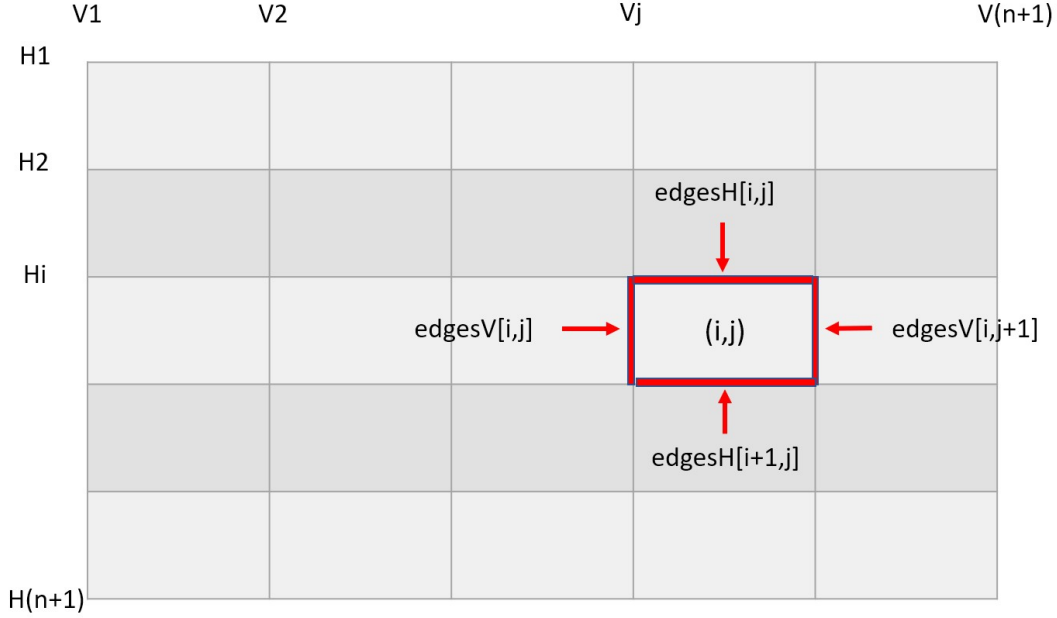 V1
V2
Vj
V(n+1)
H1
H2
edgesH[i,j]
Hi
edgesV[i,j]
(i,j)
edgesV[i,j+1]
edgesH[i+1,j]
H(n+1)